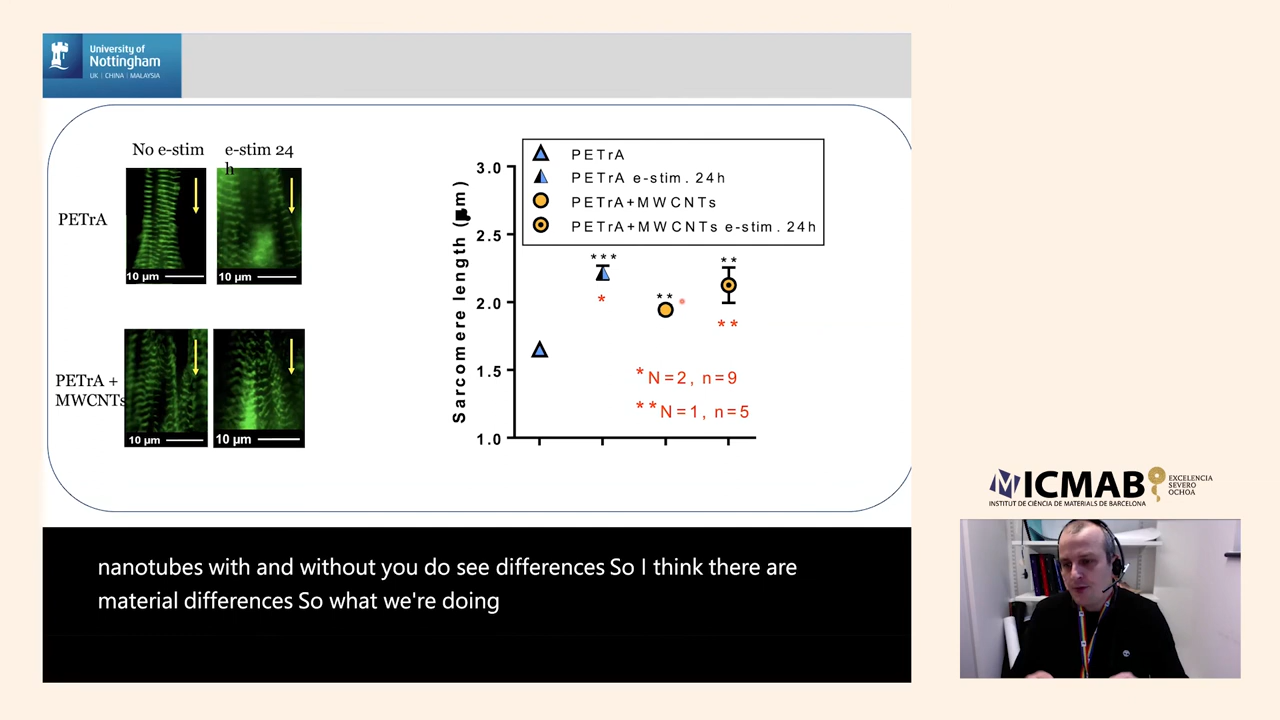 University of
Nottingham
UK | CHINA | MALAYSIA
No e-stim
e-stim 24
h
PETrA
10 µm
10 µm
PETrA +
MWCNTs
10 µm
10 µm
Sarcomere length (µm)
3.0
2.5
2.0
1.5
1.0
PETrA
PETrA e-stim. 24h
PETrA+MWCNTs
PETrA+MWCNTs e-stim. 24h
***
*
**
**
**
*N=2, n=9
**N=1, n=5
nanotubes with and without you do see differences So I think there are
material differences So what we're doing
ICMAB
INSTITUT DE CIÈNCIA DE MATERIALS DE BARCELONA
EXCELENCIA
SEVERO
OCHOA